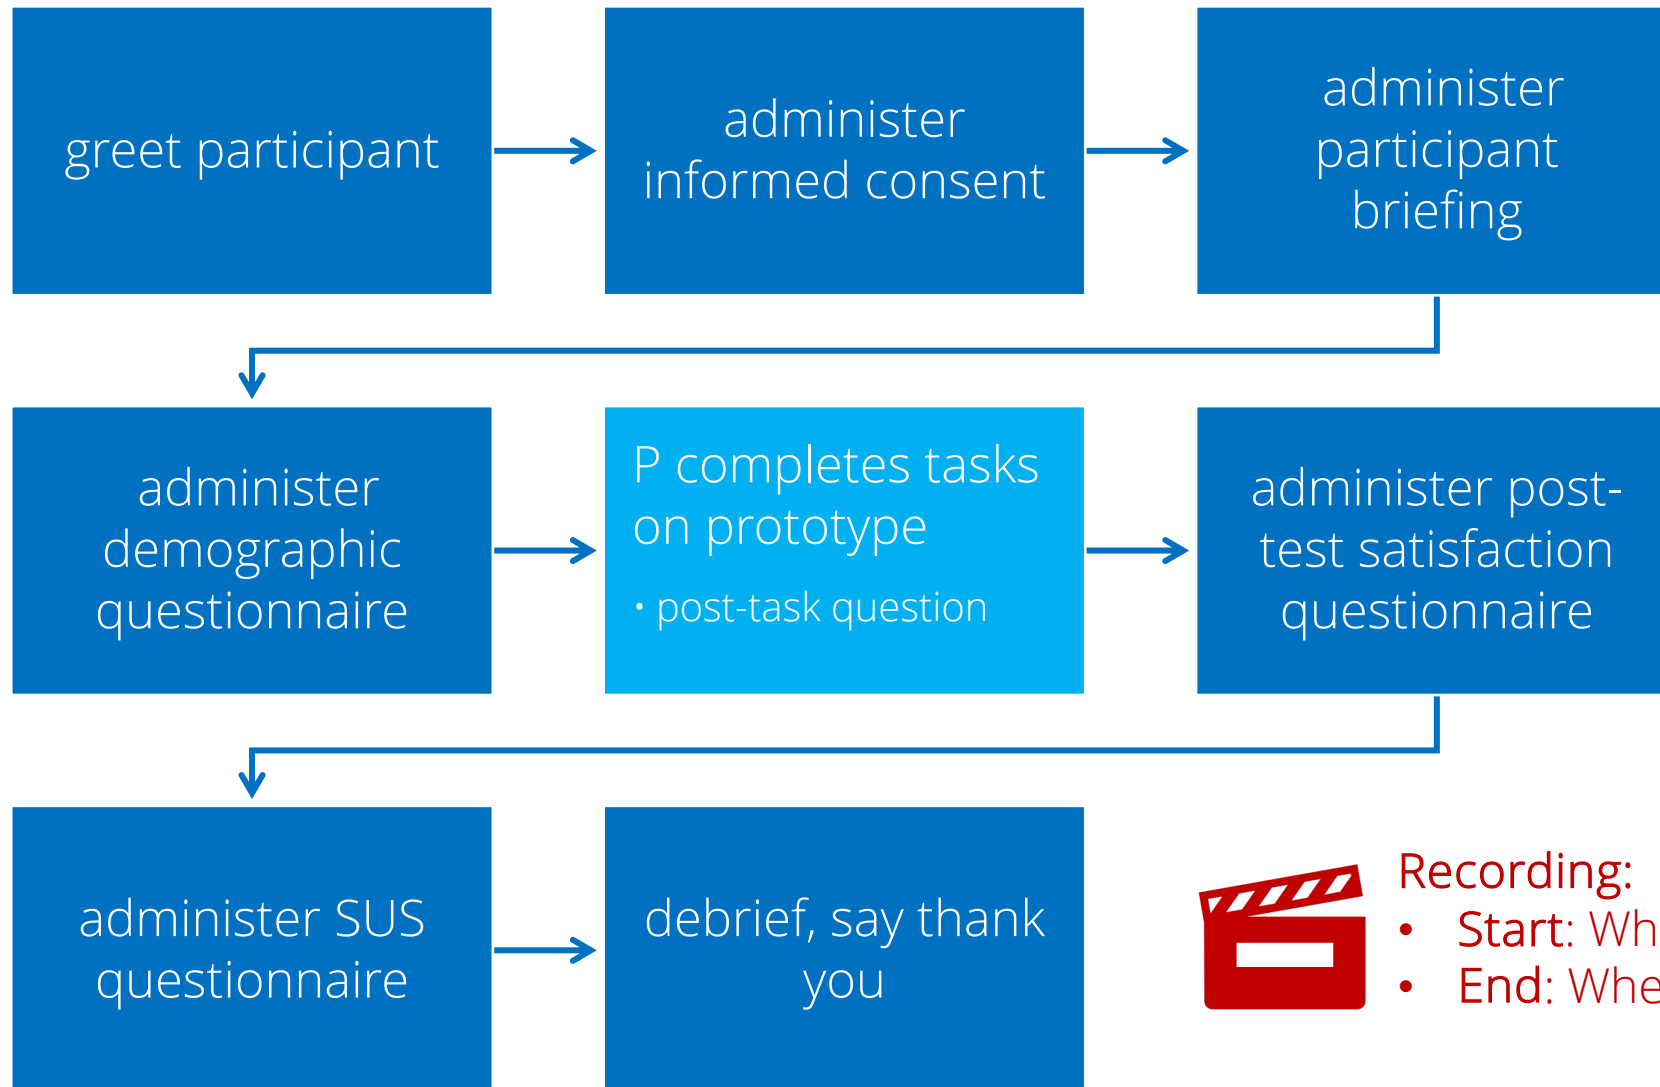 greet participant
administer
informed consent
administer
participant
briefing
administer
demographic
questionnaire
P completes tasks
on prototype
• post-task question
administer post-
test satisfaction
questionnaire
administer SUS
questionnaire
debrief, say thank
you
Recording:
• Start:
• End: